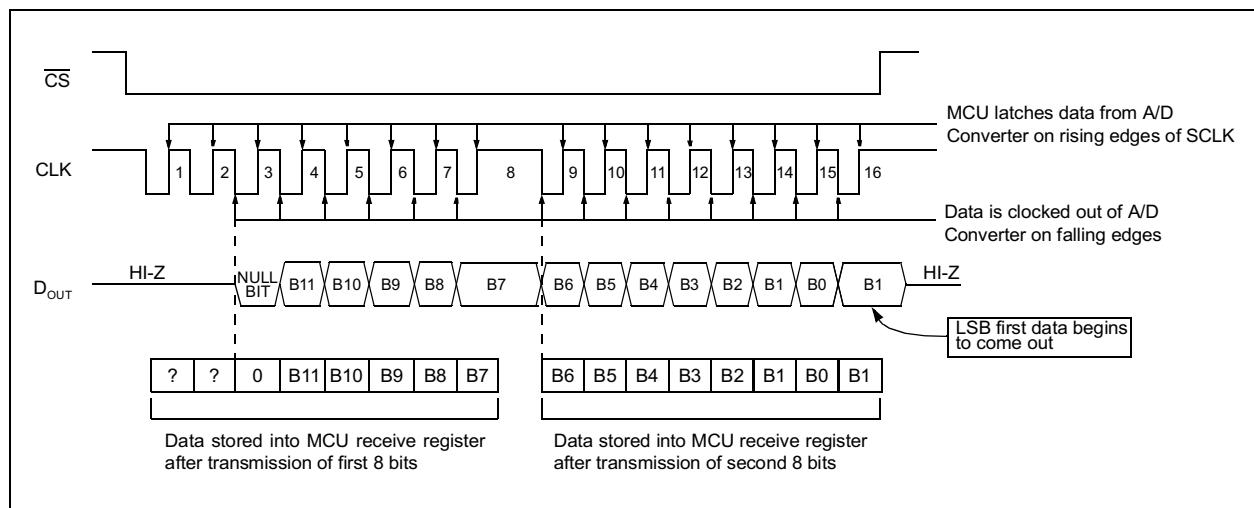 CS
MCU latches data from A/D
Converter on rising edges of SCLK
CLK
1 2 3 4 5 6 7 8 9 10 11 12 13 14 15 16
Data is clocked out of A/D
Converter on falling edges
HI-Z
NULL
BIT
B11 B10 B9 B8 B7 B6 B5 B4 B3 B2 B1 B0 B1
HI-Z
DOUT
LSB first data begins
to come out
? ? 0 B11 B10 B9 B8 B7
B6 B5 B4 B3 B2 B1 B0 B1
Data stored into MCU receive register
after transmission of first 8 bits
Data stored into MCU receive register
after transmission of second 8 bits